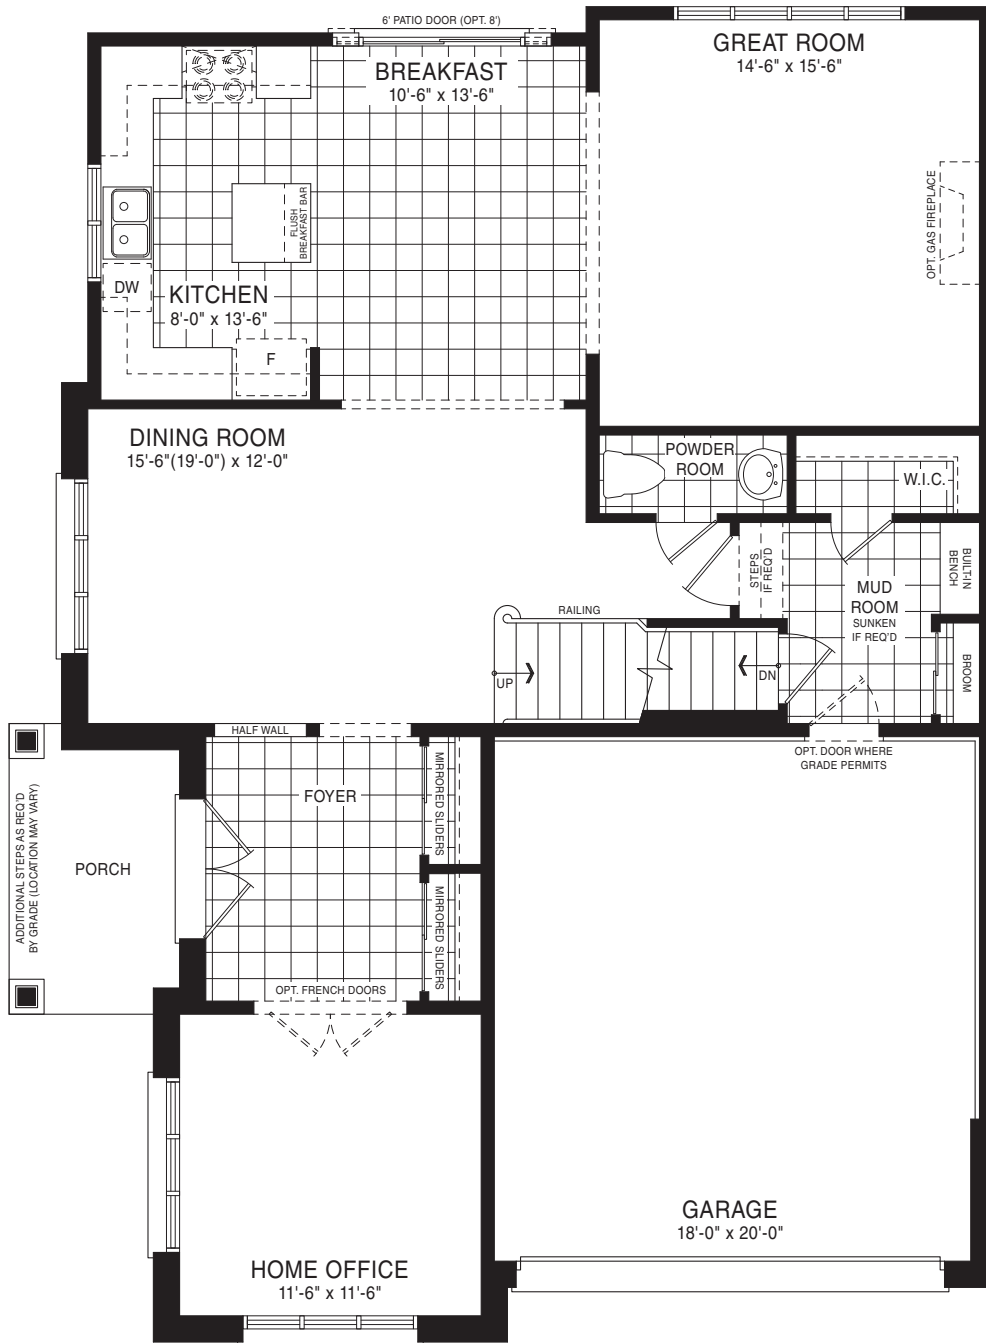 6' PATIO DOOR (OPT. 8')
GREAT ROOM
14'-6" x 15'-6"
BREAKFAST
10'-6" x 13'-6"
FLUSH
BREAKFAST BAR
OPT. GAS FIREPLACE
DW
KITCHEN
8'-0" x 13'-6"
F
DINING ROOM
15'-6"(19'-0") x 12'-0"
POWDER
ROOM
W.I.C.
STEPS
IF REQ'D
BUILT-IN
BENCH
MUD
ROOM
SUNKEN
IF REQ'D
RAILING
UP
DN
BROOM
HALF WALL
OPT. DOOR WHERE
GRADE PERMITS
FOYER
MIRRORED SLIDERS
PORCH
ADDITIONAL STEPS AS REQ'D
BY GRADE (LOCATION MAY VARY)
MIRRORED SLIDERS
OPT. FRENCH DOORS
GARAGE
18'-0" x 20'-0"
HOME OFFICE
11'-6" x 11'-6"